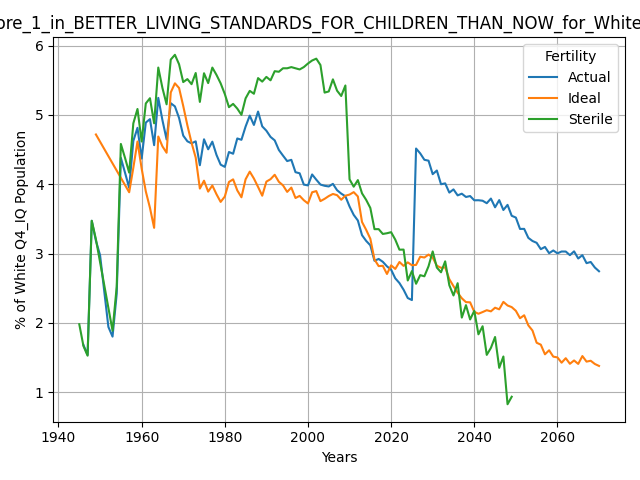 ore_1_in_BETTER_LIVING_STANDARDS_FOR_CHILDREN_THAN_NOW_for_White
% of White Q4_IQ Population
6
5
4
3
2
1
Fertility
Actual
Ideal
Sterile
1940 1960 1980 2000 2020 2040 2060
Years